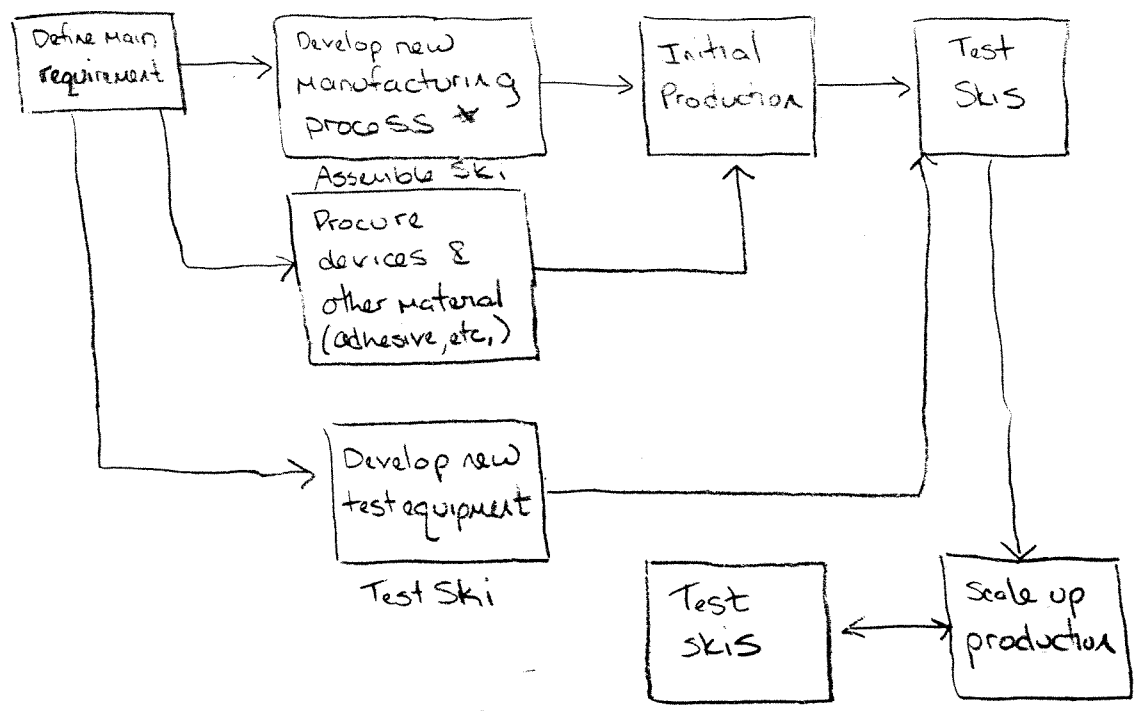 Define main
requirement
Develop new
manufacturing
process *
Assemble Ski
Initial
Production
Test
Skis
Procure
devices &
other material
(adhesive, etc.)
Develop new
test equipment
Test Ski
Test
skis
Scale up
production